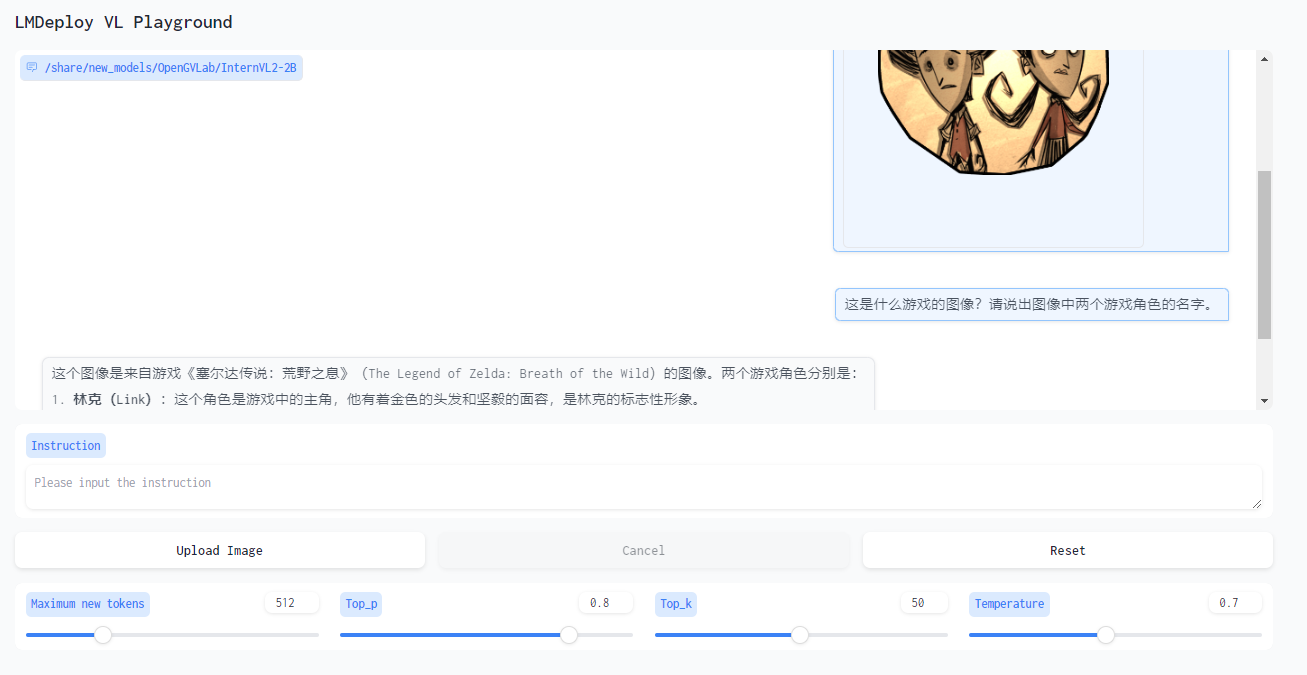 LMDeploy VL Playground
/share/new_models/OpenGVLab/InternVL2-2B
这是什么游戏的图像？请说出图像中两个游戏角色的名字。
这个图像是来自游戏《塞尔达传说：荒野之息》（The Legend of Zelda: Breath of the Wild）的图像。两个游戏角色分别是：
1. 林克（Link）：这个角色是游戏中的主角，他有着金色的头发和坚毅的面容，是林克的标志性形象。
Instruction
Please input the instruction
Upload Image
Cancel
Reset
Maximum new tokens 512
Top_p 0.8
Top_k 50
Temperature 0.7